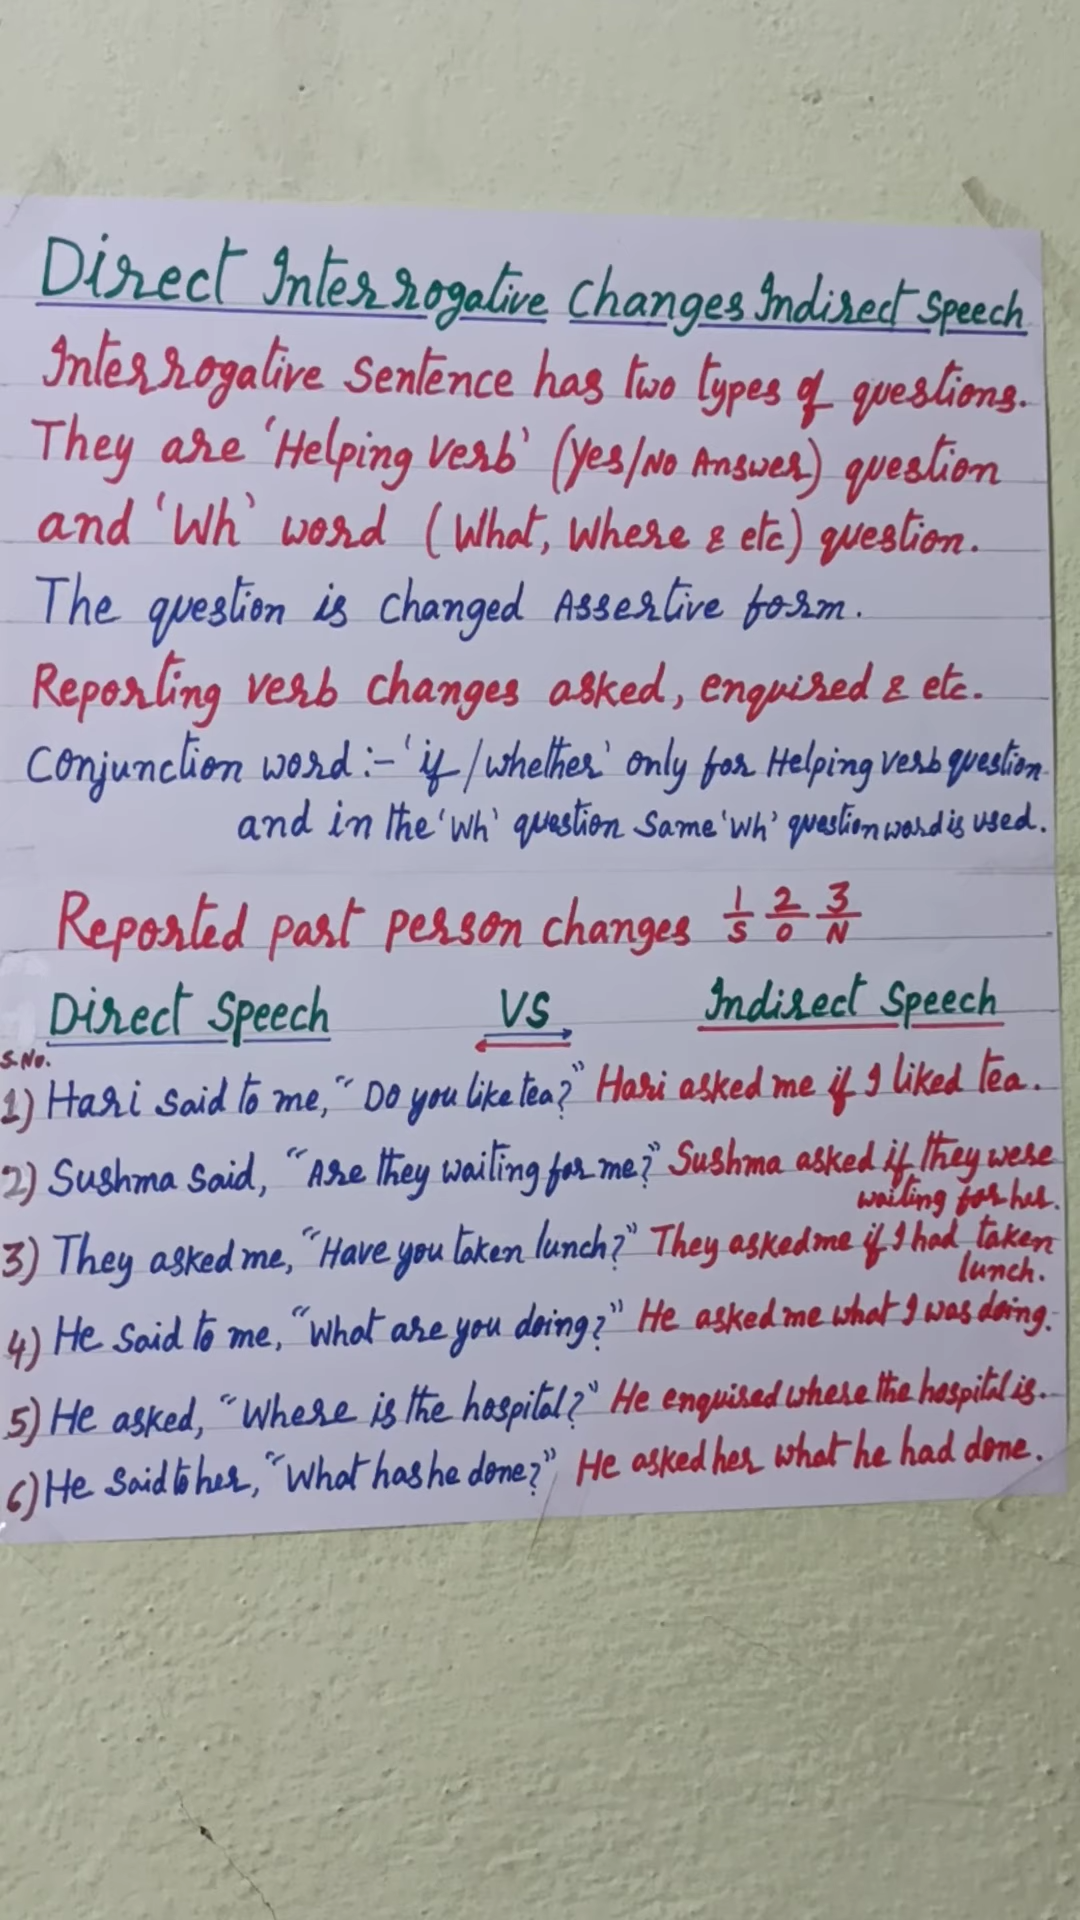 Direct Interrogative Changes Indirect Speech
Interrogative Sentence has two types of questions.
They are 'Helping verb' (Yes/No Answer) question
and 'Wh' word (What, Where & etc) question.
The question is changed Assertive form.
Reporting verb changes asked, enquired & etc.
Conjunction word :- 'if/whether' only for Helping verb question
and in the 'Wh' question Same 'Wh' question word is used.
Reported part person changes 1/S 2/O 3/N
Direct Speech VS Indirect Speech
S.No.
1) Hari said to me, "Do you like tea?" Hari asked me if I liked tea.
2) Sushma said, "Are they waiting for me?" Sushma asked if they were
waiting for her.
3) They asked me, "Have you taken lunch?" They asked me if I had taken
lunch.
4) He said to me, "What are you doing?" He asked me what I was doing.
5) He asked, "Where is the hospital?" He enquired where the hospital is.
6) He said to her, "What has he done?" He asked her what he had done.